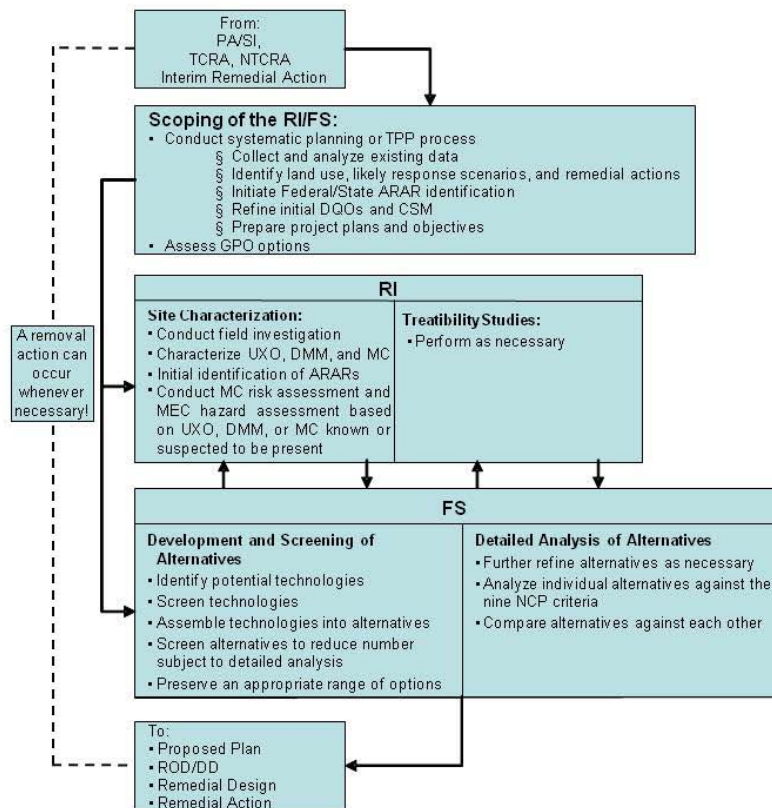 From:
PA/SI,
TCRA, NTCRA
Interim Remedial Action
Scoping of the RI/FS:
▪ Conduct systematic planning or TPP process
§ Collect and analyze existing data
§ Identify land use, likely response scenarios, and remedial actions
§ Initiate Federal/State ARAR identification
§ Refine initial DQOs and CSM
§ Prepare project plans and objectives
▪ Assess GPO options
A removal
action can
occur
whenever
necessary!
RI
Site Characterization:
▪ Conduct field investigation
▪ Characterize UXO, DMM, and MC
▪ Initial identification of ARARs
▪ Conduct MC risk assessment and
MEC hazard assessment based
on UXO, DMM, or MC known or
suspected to be present
Treatibility Studies:
▪ Perform as necessary
FS
Development and Screening of
Alternatives
▪ Identify potential technologies
▪ Screen technologies
▪ Assemble technologies into alternatives
▪ Screen alternatives to reduce number
subject to detailed analysis
▪ Preserve an appropriate range of options
Detailed Analysis of Alternatives
▪ Further refine alternatives as necessary
▪ Analyze individual alternatives against the
nine NCP criteria
▪ Compare alternatives against each other
To:
▪ Proposed Plan
▪ ROD/DD
▪ Remedial Design
▪ Remedial Action